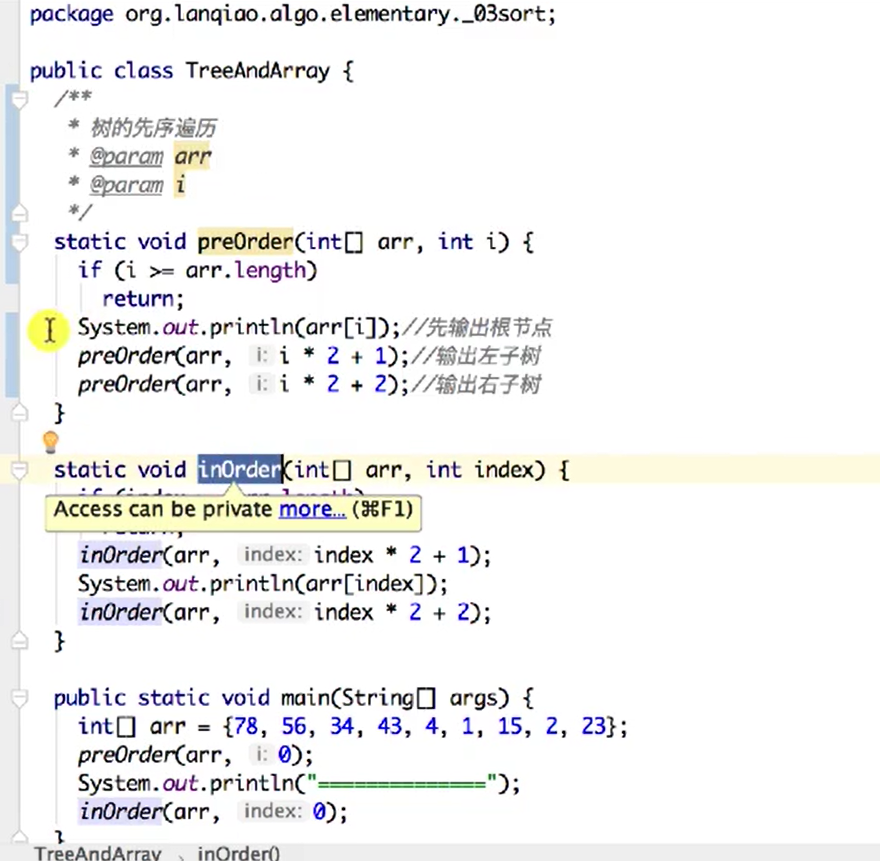 package org.lanqiao.algo.elementary._03sort;
public class TreeAndArray {
/**
* 树的先序遍历
* @param arr
* @param i
*/
static void preOrder(int[] arr, int i) {
if (i >= arr.length)
return;
System.out.println(arr[i]);//先输出根节点
preOrder(arr, i: i * 2 + 1);//输出左子树
preOrder(arr, i: i * 2 + 2);//输出右子树
}
static void inOrder(int[] arr, int index) {
Access can be private more... (⌘F1)
return;
inOrder(arr, index: index * 2 + 1);
System.out.println(arr[index]);
inOrder(arr, index: index * 2 + 2);
}
public static void main(String[] args) {
int[] arr = {78, 56, 34, 43, 4, 1, 15, 2, 23};
preOrder(arr, i: 0);
System.out.println("==============");
inOrder(arr, index: 0);
}
TreeAndArray › inOrder()